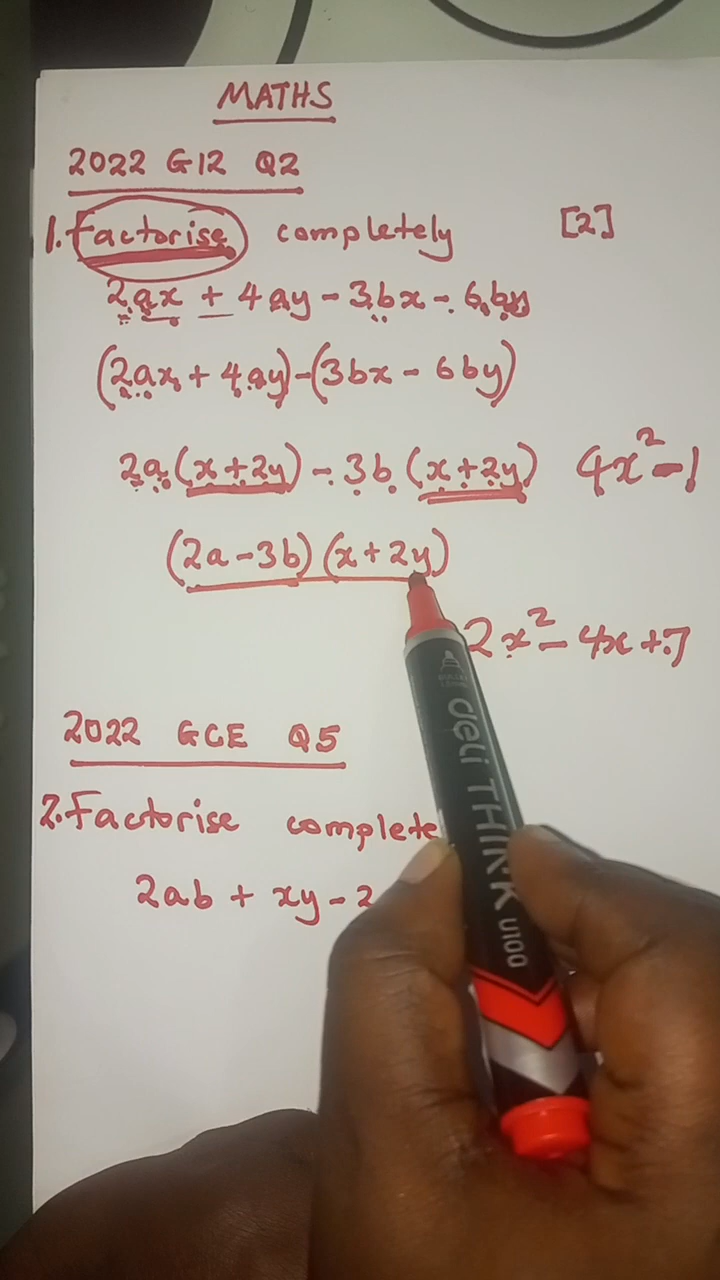 MATHS
2022 G12 Q2
1. Factorise completely [2]
2ax + 4ay - 3bx - 6by
(2ax + 4ay) - (3bx - 6by)
2a(x + 2y) - 3b(x + 2y) 4x² - 1
(2a - 3b)(x + 2y)
2x² - 4x + 7
2022 GCE Q5
2. Factorise complete
2ab + xy - 2
deli THINK U100